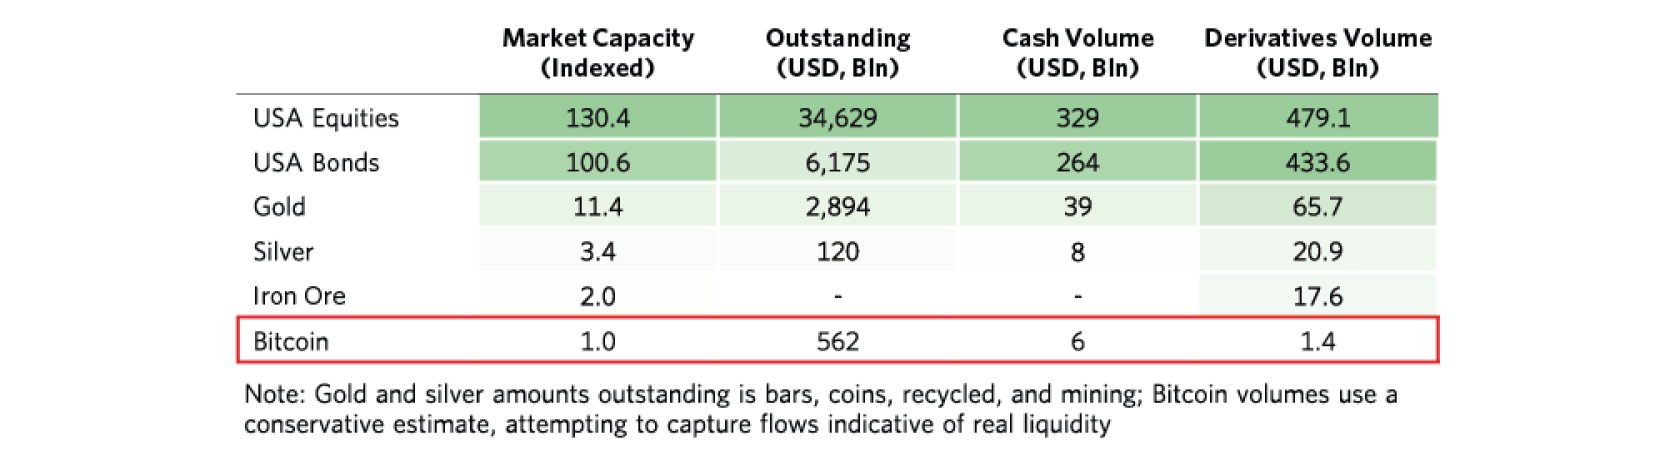 Market Capacity Outstanding Cash Volume Derivatives Volume
(Indexed) (USD, Bln) (USD, Bln) (USD, Bln)
USA Equities 130.4 34,629 329 479.1
USA Bonds 100.6 6,175 264 433.6
Gold 11.4 2,894 39 65.7
Silver 3.4 120 8 20.9
Iron Ore 2.0 - - 17.6
Bitcoin 1.0 562 6 1.4
Note: Gold and silver amounts outstanding is bars, coins, recycled, and mining; Bitcoin volumes use a
conservative estimate, attempting to capture flows indicative of real liquidity